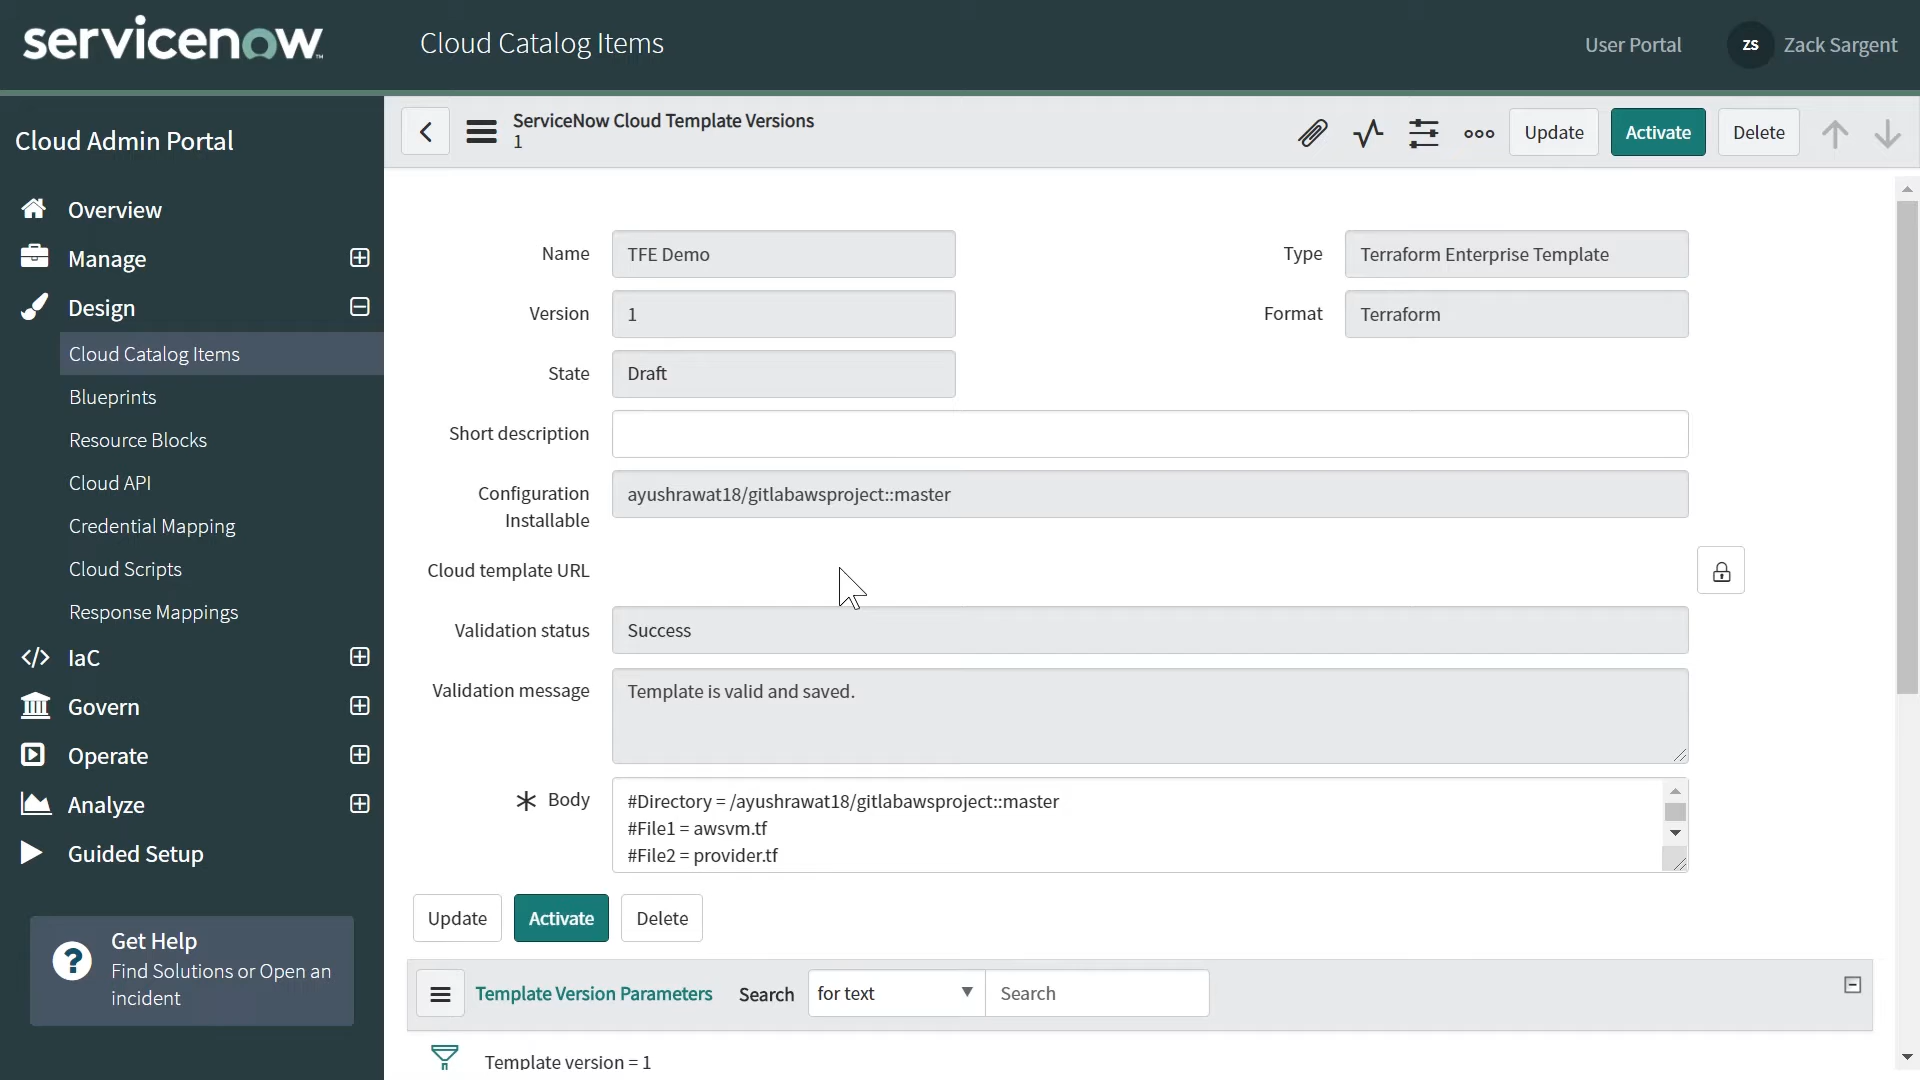 servicenow
Cloud Catalog Items
User Portal
ZS
Zack Sargent
Cloud Admin Portal
Overview
Manage
Design
Cloud Catalog Items
Blueprints
Resource Blocks
Cloud API
Credential Mapping
Cloud Scripts
Response Mappings
IaC
Govern
Operate
Analyze
Guided Setup
Get Help
Find Solutions or Open an
incident
ServiceNow Cloud Template Versions
1
Update
Activate
Delete
Name
TFE Demo
Type
Terraform Enterprise Template
Version
1
Format
Terraform
State
Draft
Short description
Configuration
Installable
ayushrawat18/gitlabawsproject::master
Cloud template URL
Validation status
Success
Validation message
Template is valid and saved.
Body
#Directory = /ayushrawat18/gitlabawsproject::master
#File1 = awsvm.tf
#File2 = provider.tf
Update
Activate
Delete
Template Version Parameters
Search
for text
Search
Template version = 1